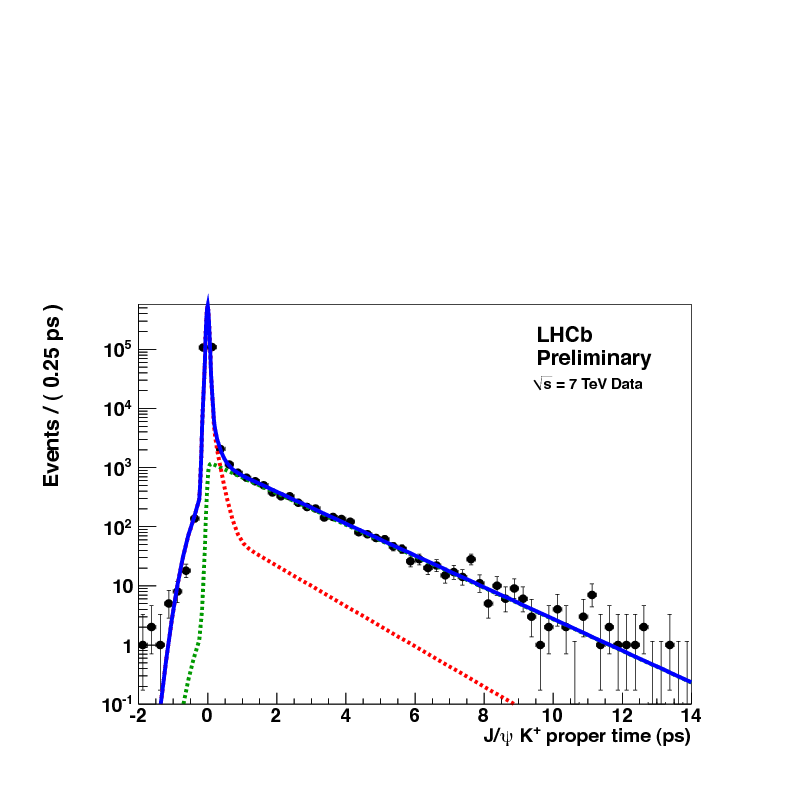 LHCb
Preliminary
√s = 7 TeV Data
Events / ( 0.25 ps )
10⁵
10⁴
10³
10²
10
1
10⁻¹
-2 0 2 4 6 8 10 12 14
J/ψ K⁺ proper time (ps)